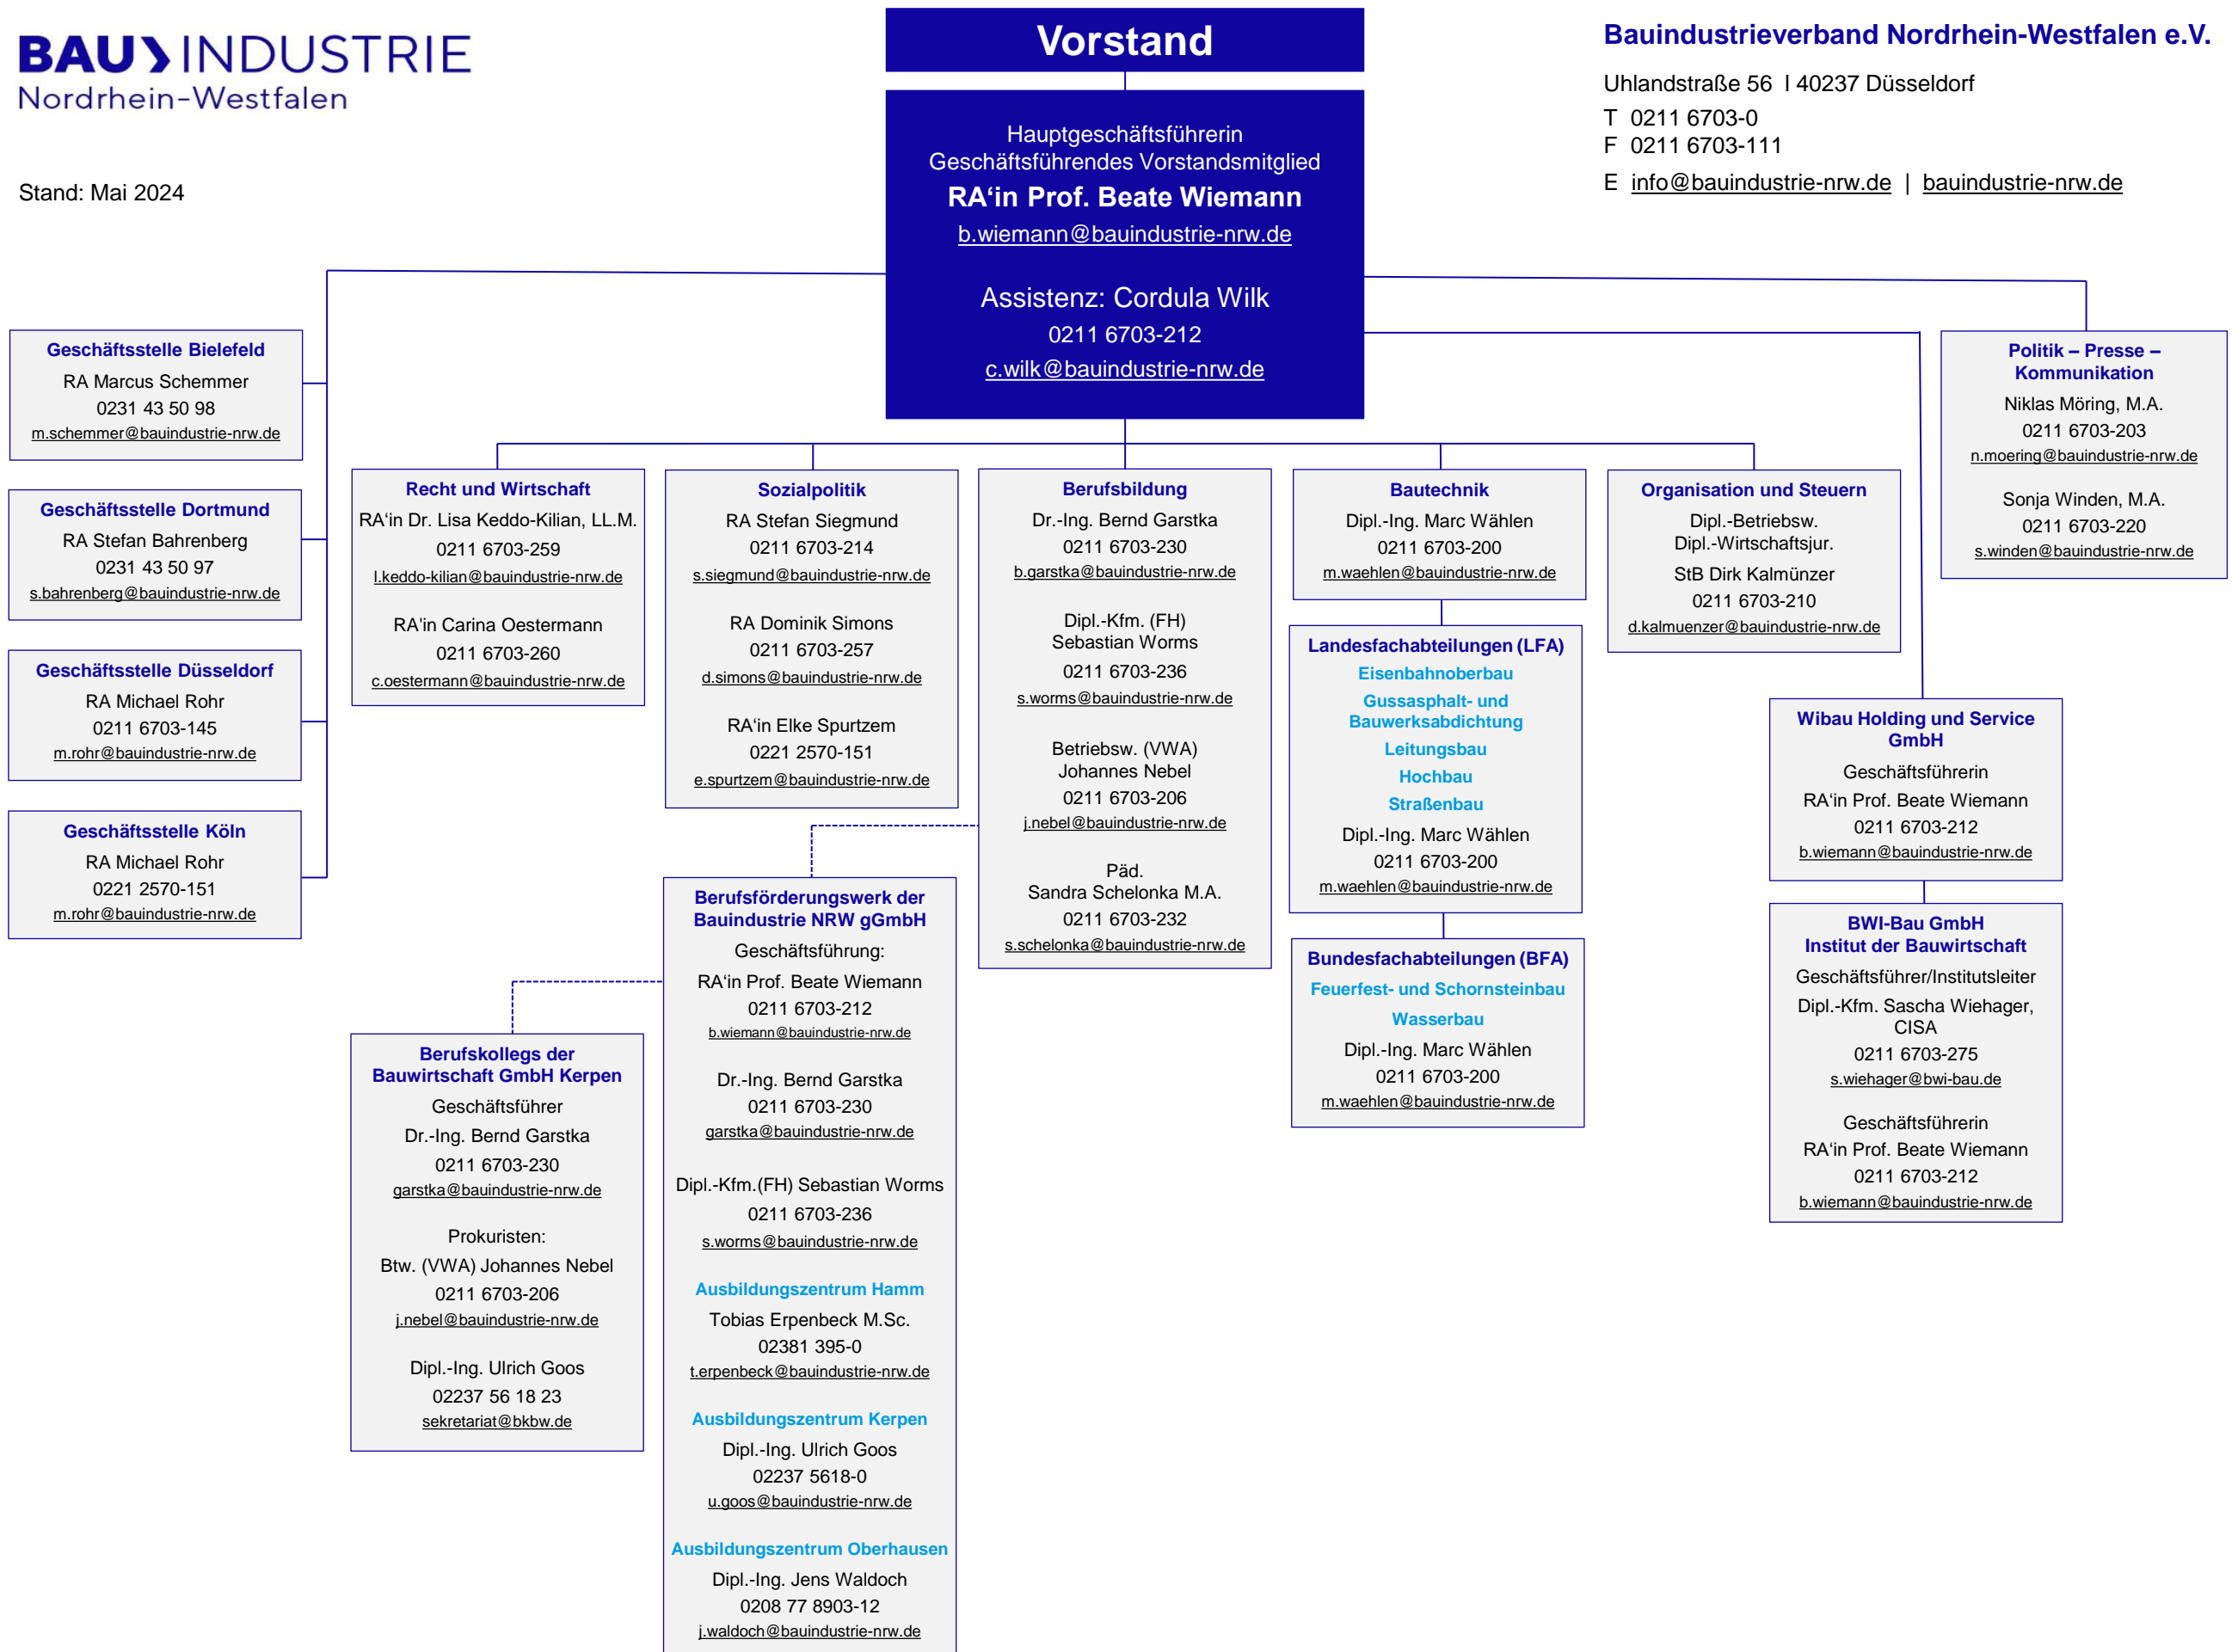 BAU INDUSTRIE
Nordrhein-Westfalen
Stand: Mai 2024
Vorstand
Hauptgeschäftsführerin
Geschäftsführendes Vorstandsmitglied
RA‘in Prof. Beate Wiemann
b.wiemann@bauindustrie-nrw.de
Assistenz: Cordula Wilk
0211 6703-212
c.wilk@bauindustrie-nrw.de
Bauindustrieverband Nordrhein-Westfalen e.V.
Uhlandstraße 56 l 40237 Düsseldorf
T 0211 6703-0
F 0211 6703-111
E info@bauindustrie-nrw.de | bauindustrie-nrw.de
Geschäftsstelle Bielefeld
RA Marcus Schemmer
0231 43 50 98
m.schemmer@bauindustrie-nrw.de
Geschäftsstelle Dortmund
RA Stefan Bahrenberg
0231 43 50 97
s.bahrenberg@bauindustrie-nrw.de
Geschäftsstelle Düsseldorf
RA Michael Rohr
0211 6703-145
m.rohr@bauindustrie-nrw.de
Geschäftsstelle Köln
RA Michael Rohr
0221 2570-151
m.rohr@bauindustrie-nrw.de
Recht und Wirtschaft
RA‘in Dr. Lisa Keddo-Kilian, LL.M.
0211 6703-259
l.keddo-kilian@bauindustrie-nrw.de
RA'in Carina Oestermann
0211 6703-260
c.oestermann@bauindustrie-nrw.de
Sozialpolitik
RA Stefan Siegmund
0211 6703-214
s.siegmund@bauindustrie-nrw.de
RA Dominik Simons
0211 6703-257
d.simons@bauindustrie-nrw.de
RA‘in Elke Spurtzem
0221 2570-151
e.spurtzem@bauindustrie-nrw.de
Berufsbildung
Dr.-Ing. Bernd Garstka
0211 6703-230
b.garstka@bauindustrie-nrw.de
Dipl.-Kfm. (FH)
Sebastian Worms
0211 6703-236
s.worms@bauindustrie-nrw.de
Betriebsw. (VWA)
Johannes Nebel
0211 6703-206
j.nebel@bauindustrie-nrw.de
Päd.
Sandra Schelonka M.A.
0211 6703-232
s.schelonka@bauindustrie-nrw.de
Bautechnik
Dipl.-Ing. Marc Wählen
0211 6703-200
m.waehlen@bauindustrie-nrw.de
Landesfachabteilungen (LFA)
Eisenbahnoberbau
Gussasphalt- und
Bauwerksabdichtung
Leitungsbau
Hochbau
Straßenbau
Dipl.-Ing. Marc Wählen
0211 6703-200
m.waehlen@bauindustrie-nrw.de
Bundesfachabteilungen (BFA)
Feuerfest- und Schornsteinbau
Wasserbau
Dipl.-Ing. Marc Wählen
0211 6703-200
m.waehlen@bauindustrie-nrw.de
Organisation und Steuern
Dipl.-Betriebsw.
Dipl.-Wirtschaftsjur.
StB Dirk Kalmünzer
0211 6703-210
d.kalmuenzer@bauindustrie-nrw.de
Politik – Presse –
Kommunikation
Niklas Möring, M.A.
0211 6703-203
n.moering@bauindustrie-nrw.de
Sonja Winden, M.A.
0211 6703-220
s.winden@bauindustrie-nrw.de
Wibau Holding und Service
GmbH
Geschäftsführerin
RA‘in Prof. Beate Wiemann
0211 6703-212
b.wiemann@bauindustrie-nrw.de
BWI-Bau GmbH
Institut der Bauwirtschaft
Geschäftsführer/Institutsleiter
Dipl.-Kfm. Sascha Wiehager,
CISA
0211 6703-275
s.wiehager@bwi-bau.de
Geschäftsführerin
RA‘in Prof. Beate Wiemann
0211 6703-212
b.wiemann@bauindustrie-nrw.de
Berufsförderungswerk der
Bauindustrie NRW gGmbH
Geschäftsführung:
RA‘in Prof. Beate Wiemann
0211 6703-212
b.wiemann@bauindustrie-nrw.de
Dr.-Ing. Bernd Garstka
0211 6703-230
garstka@bauindustrie-nrw.de
Dipl.-Kfm.(FH) Sebastian Worms
0211 6703-236
s.worms@bauindustrie-nrw.de
Ausbildungszentrum Hamm
Tobias Erpenbeck M.Sc.
02381 395-0
t.erpenbeck@bauindustrie-nrw.de
Ausbildungszentrum Kerpen
Dipl.-Ing. Ulrich Goos
02237 5618-0
u.goos@bauindustrie-nrw.de
Ausbildungszentrum Oberhausen
Dipl.-Ing. Jens Waldoch
0208 77 8903-12
j.waldoch@bauindustrie-nrw.de
Berufskollegs der
Bauwirtschaft GmbH Kerpen
Geschäftsführer
Dr.-Ing. Bernd Garstka
0211 6703-230
garstka@bauindustrie-nrw.de
Prokuristen:
Btw. (VWA) Johannes Nebel
0211 6703-206
j.nebel@bauindustrie-nrw.de
Dipl.-Ing. Ulrich Goos
02237 56 18 23
sekretariat@bkbw.de